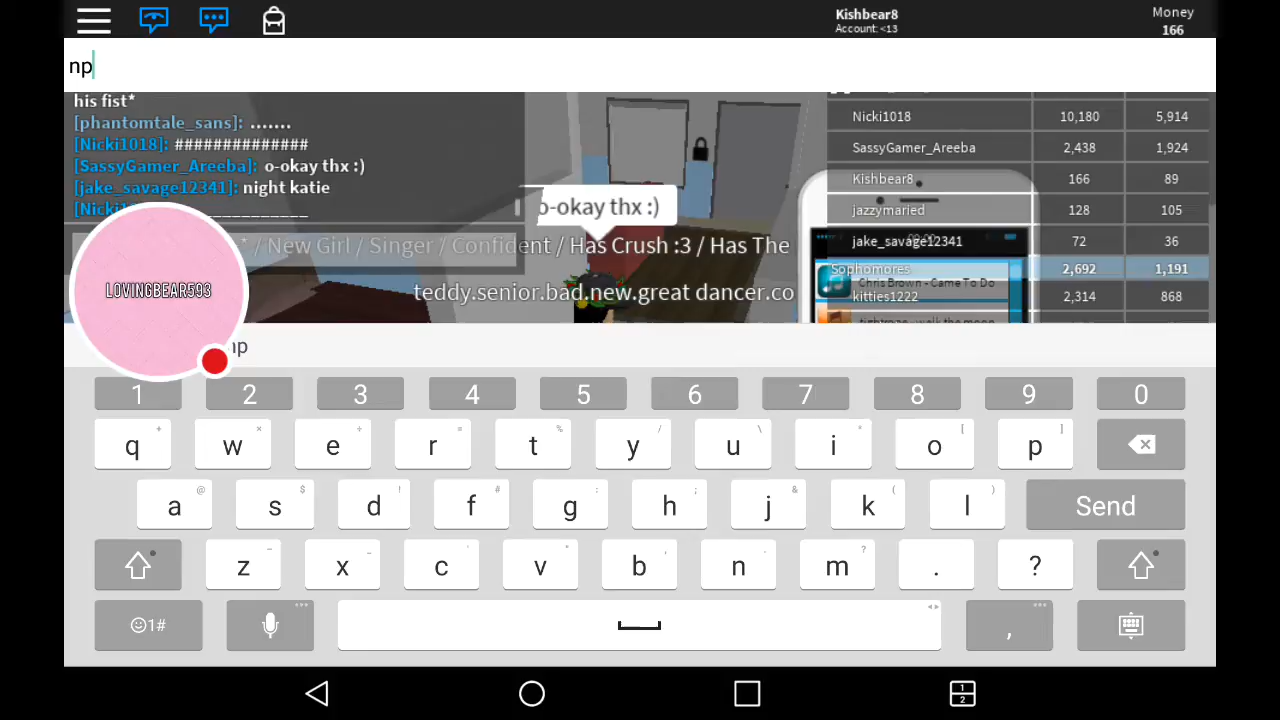 Kishbear8
Account: <13
Money
166
np
his fist*
[phantomtale_sans]: .......
[Nicki1018]: ##############
[SassyGamer_Areeba]: o-okay thx :)
[jake_savage12341]: night katie
o-okay thx :)
* / New Girl / Singer / Confident / Has Crush :3 / Has The
teddy.senior.bad.new.great dancer.co
Nicki1018 10,180 5,914
SassyGamer_Areeba 2,438 1,924
Kishbear8 166 89
jazzymaried 128 105
jake_savage12341 72 36
Sophomores 2,692 1,191
Chris Brown - Came To Do
kitties1222 2,314 868
LOVINGBEAR593
np
1 2 3 4 5 6 7 8 9 0
q w e r t y u i o p
a s d f g h j k l Send
z x c v b n m . ?
☺1# ,
1
2